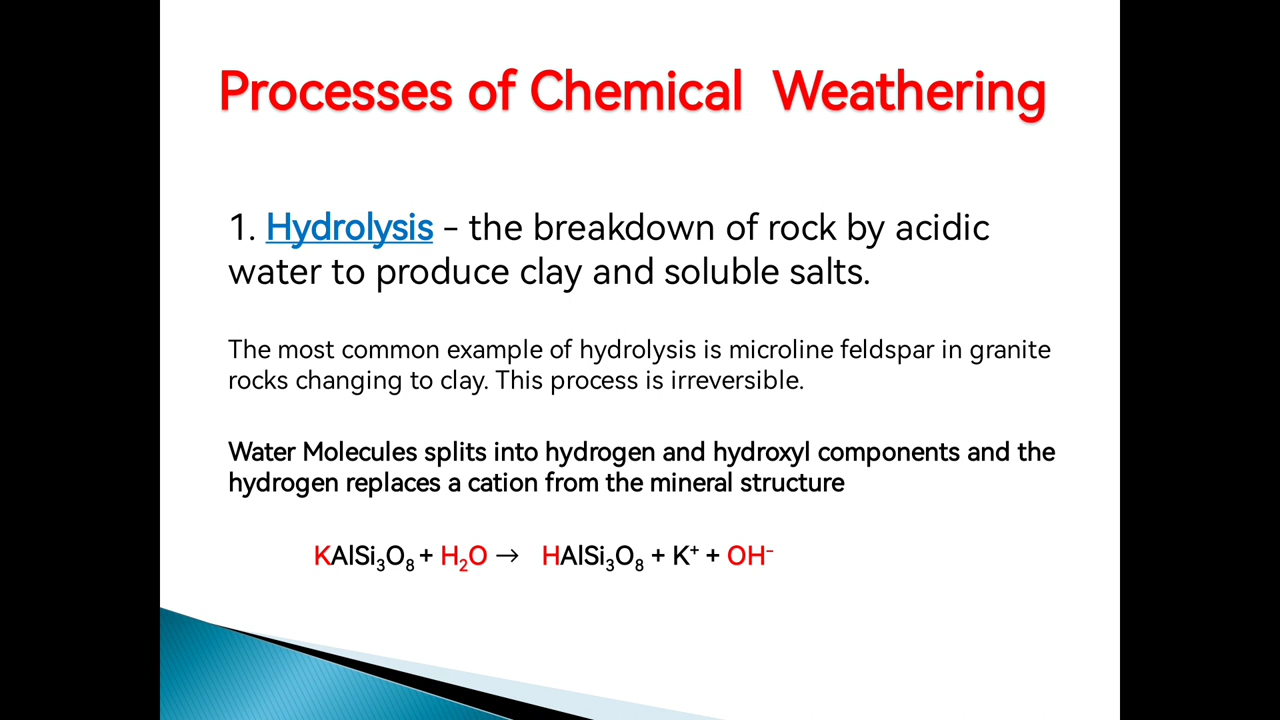 Processes of Chemical Weathering
1. Hydrolysis – the breakdown of rock by acidic
water to produce clay and soluble salts.
The most common example of hydrolysis is microline feldspar in granite
rocks changing to clay. This process is irreversible.
Water Molecules splits into hydrogen and hydroxyl components and the
hydrogen replaces a cation from the mineral structure
KAlSi₃O₈ + H₂O → HAlSi₃O₈ + K⁺ + OH⁻